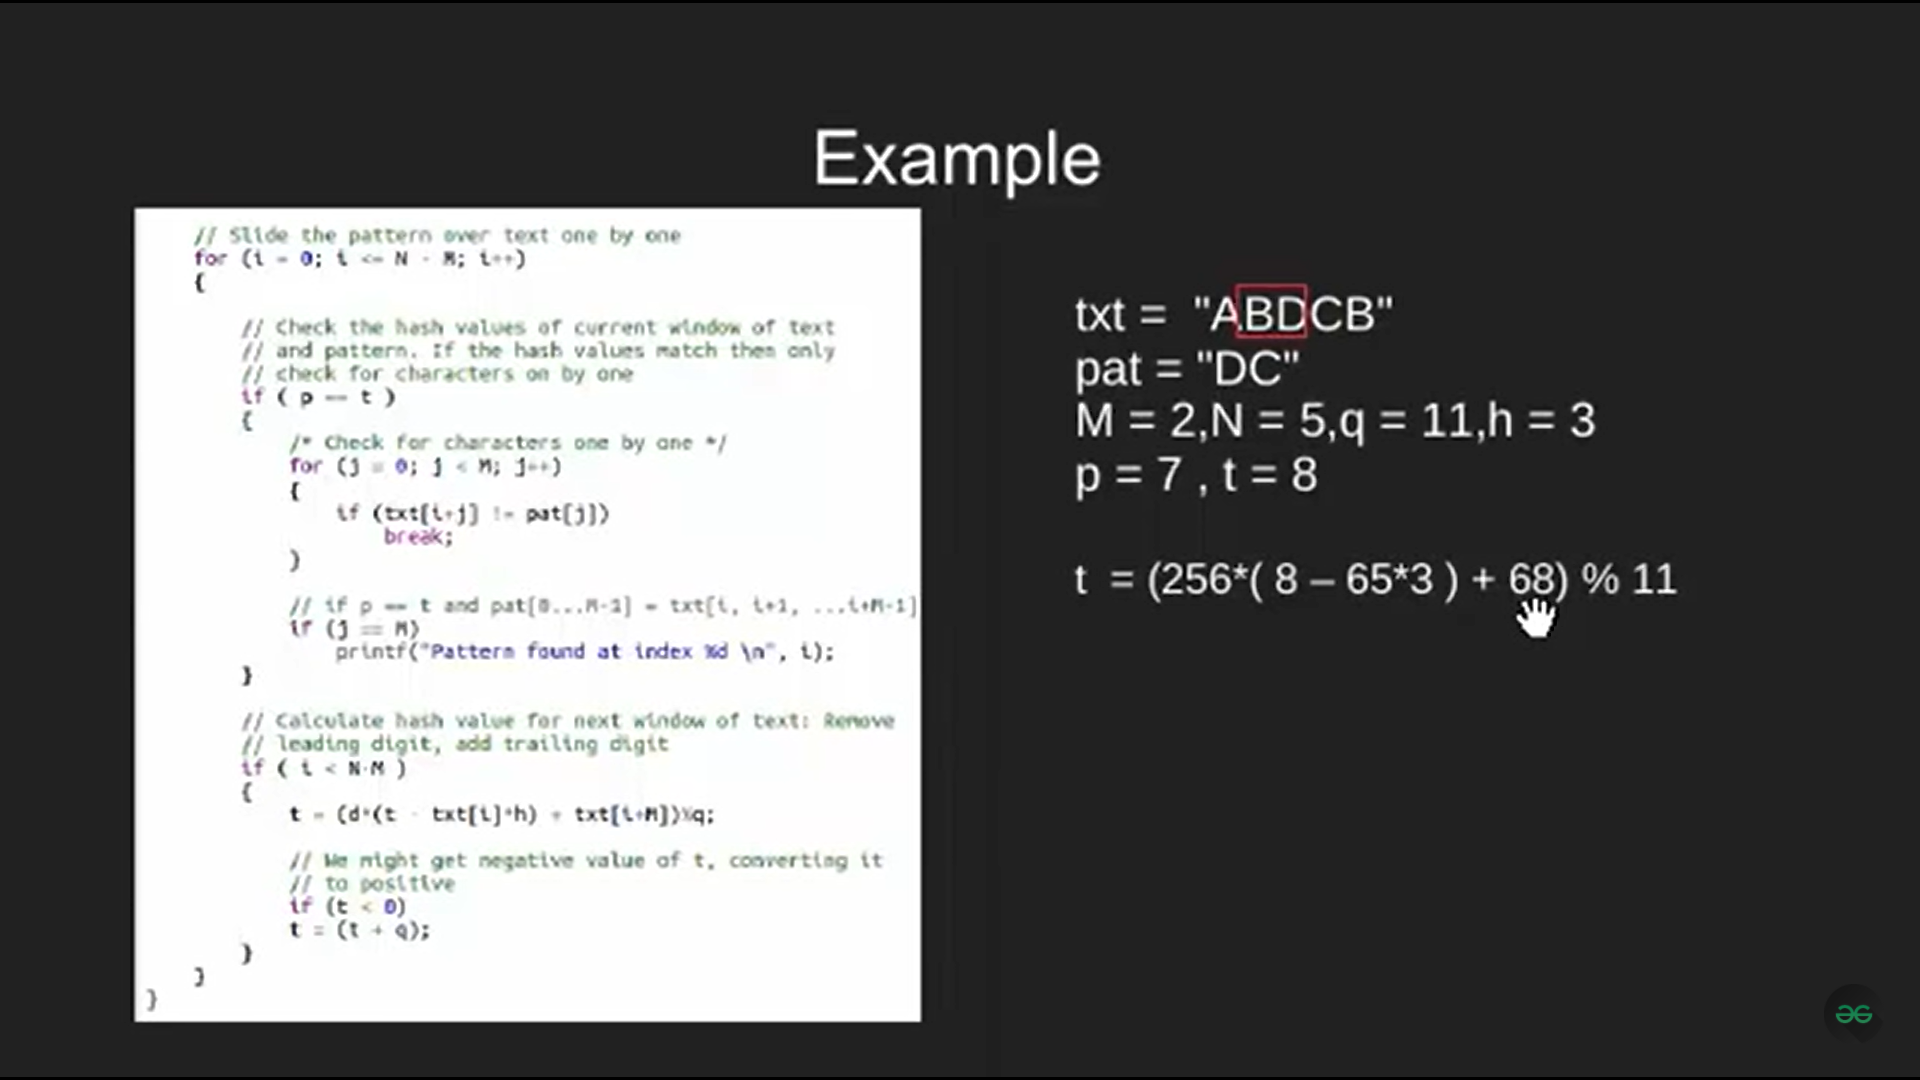 Example
// Slide the pattern over text one by one
for (i = 0; i <= N - M; i++)
{
// Check the hash values of current window of text
// and pattern. If the hash values match then only
// check for characters on by one
if ( p == t )
{
/* Check for characters one by one */
for (j = 0; j < M; j++)
{
if (txt[i+j] != pat[j])
break;
}
// if p == t and pat[0...M-1] = txt[i, i+1, ...i+M-1]
if (j == M)
printf("Pattern found at index %d \n", i);
}
// Calculate hash value for next window of text: Remove
// leading digit, add trailing digit
if ( i < N-M )
{
t = (d*(t - txt[i]*h) + txt[i+M])%q;
// We might get negative value of t, converting it
// to positive
if (t < 0)
t = (t + q);
}
}
}
txt = "ABDCB"
pat = "DC"
M = 2,N = 5,q = 11,h = 3
p = 7 , t = 8
t = (256*( 8 – 65*3 ) + 68) % 11